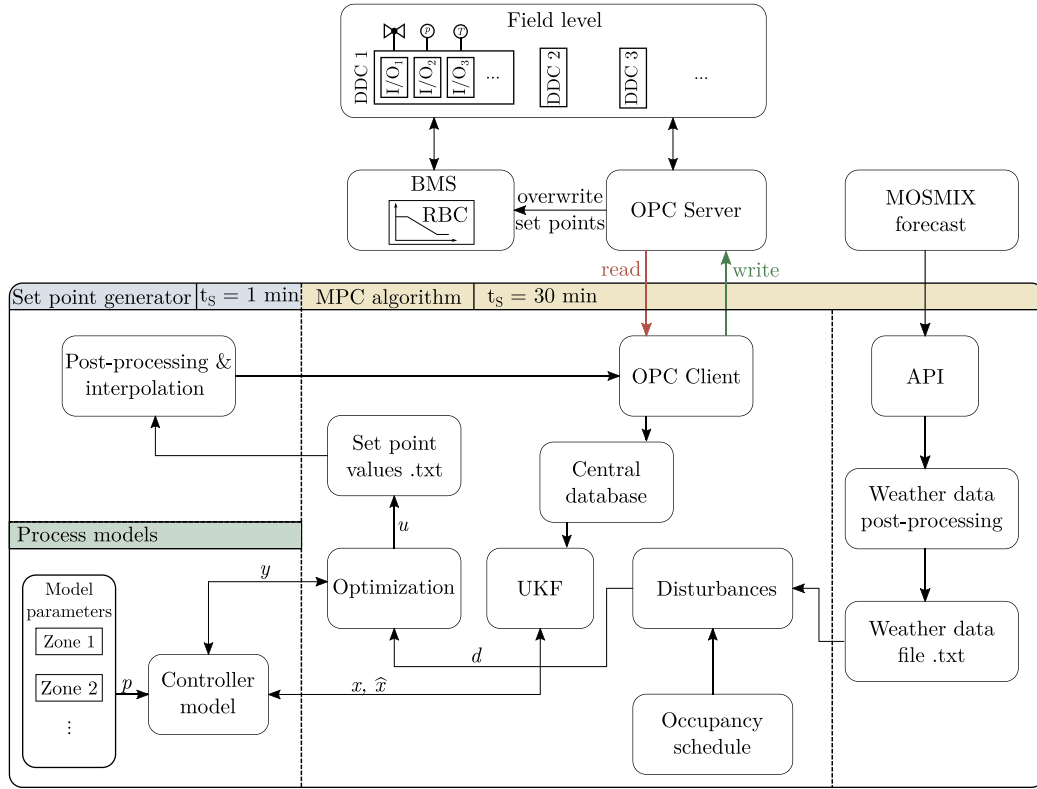 Field level
DDC 1
p
T
I/O1
I/O2
I/O3
...
DDC 2
DDC 3
...
BMS
RBC
overwrite
set points
OPC Server
MOSMIX
forecast
read
write
Set point generator
tS = 1 min
MPC algorithm
tS = 30 min
Post-processing &
interpolation
OPC Client
API
Set point
values .txt
Central
database
Weather data
post-processing
u
Process models
Model
parameters
Zone 1
Zone 2
⋮
y
Optimization
UKF
Disturbances
Weather data
file .txt
d
p
Controller
model
x, x̂
Occupancy
schedule